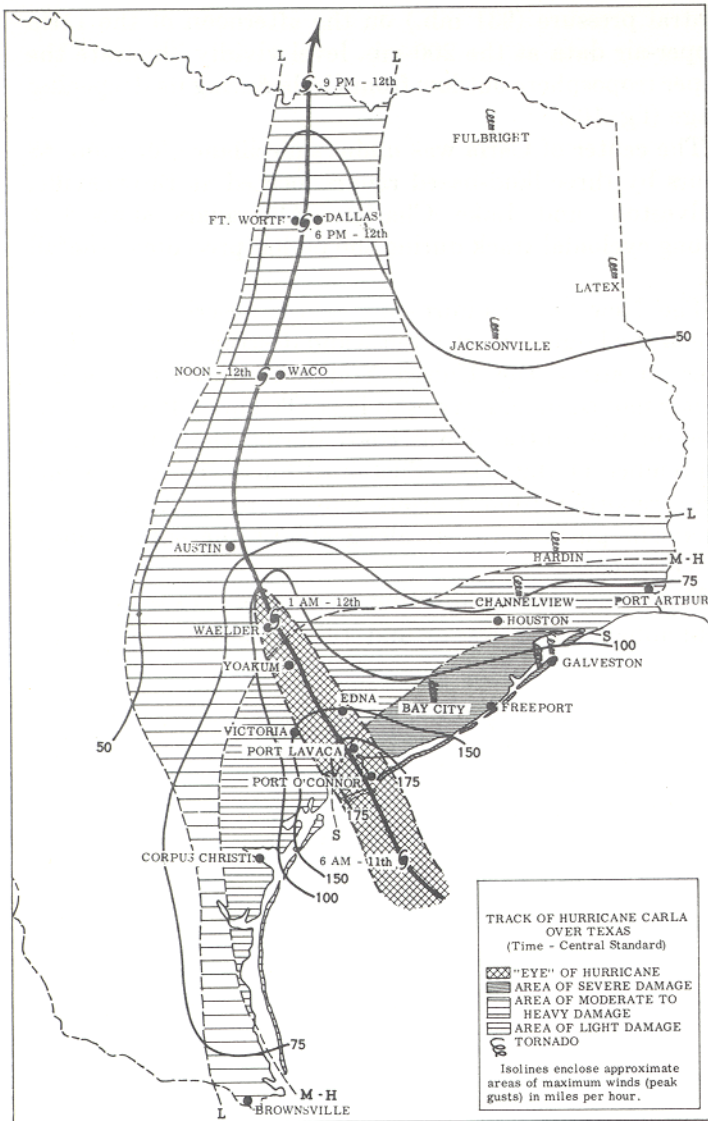 L
L
9 PM - 12th
FULBRIGHT
FT. WORTH
DALLAS
6 PM - 12th
LATEX
JACKSONVILLE
50
NOON - 12th
WACO
L
AUSTIN
HARDIN
M-H
75
1 AM - 12th
CHANNELVIEW
PORT ARTHUR
WAELDER
HOUSTON
S
100
YOAKUM
GALVESTON
EDNA
BAY CITY
FREEPORT
VICTORIA
50
PORT LAVACA
150
PORT O'CONNOR
175
175
S
CORPUS CHRISTI
6 AM - 11th
150
100
TRACK OF HURRICANE CARLA
OVER TEXAS
(Time - Central Standard)
"EYE" OF HURRICANE
AREA OF SEVERE DAMAGE
AREA OF MODERATE TO
HEAVY DAMAGE
AREA OF LIGHT DAMAGE
TORNADO
Isolines enclose approximate
areas of maximum winds (peak
gusts) in miles per hour.
75
M-H
L
BROWNSVILLE